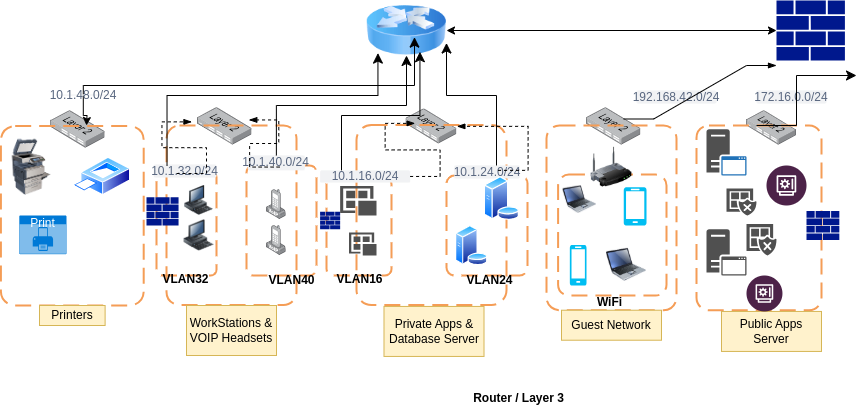 10.1.48.0/24
192.168.42.0/24
172.16.0.0/24
Layer 2
Layer 2
Layer 2
Layer 2
Layer 2
10.1.32.0/24
10.1.40.0/24
10.1.16.0/24
10.1.24.0/24
Print
VLAN32
VLAN40
VLAN16
VLAN24
WiFi
Printers
WorkStations &
VOIP Headsets
Private Apps &
Database Server
Guest Network
Public Apps
Server
Router / Layer 3